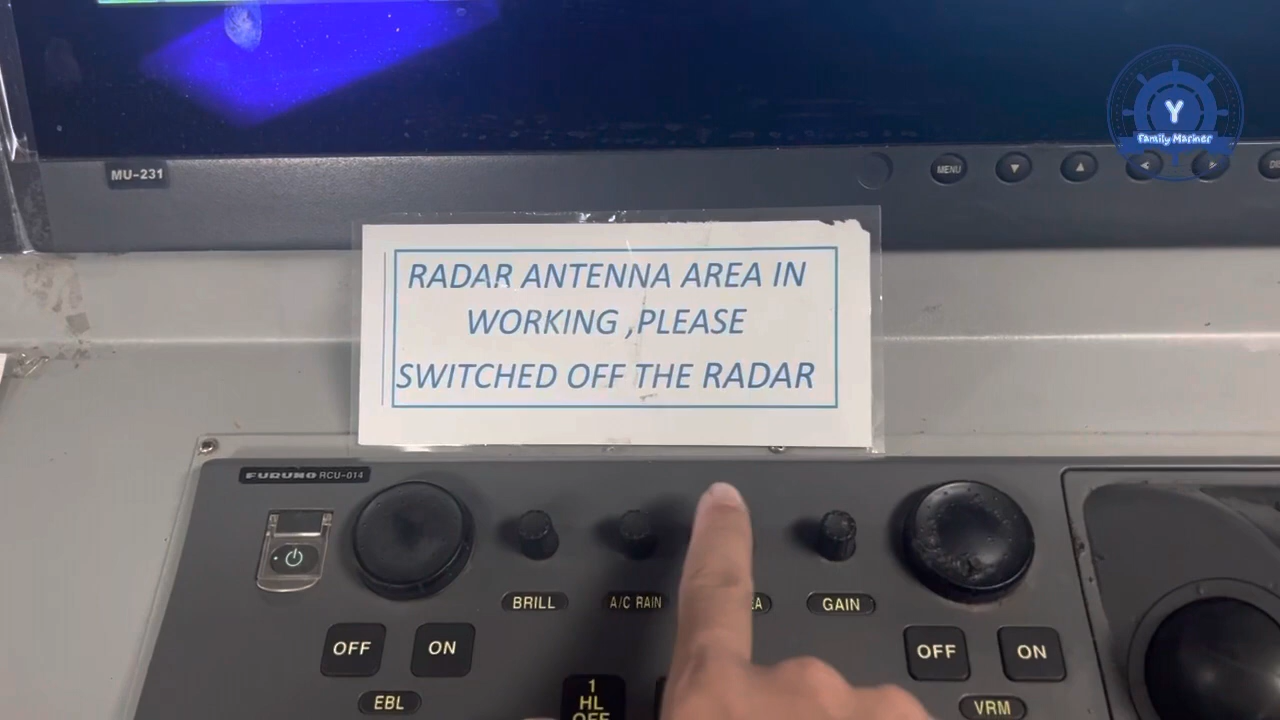 Y
Family Mariner
MU-231
MENU
RADAR ANTENNA AREA IN
WORKING ,PLEASE
SWITCHED OFF THE RADAR
FURUNO RCU-014
BRILL
A/C RAIN
GAIN
OFF
ON
OFF
ON
EBL
1
HL
OFF
VRM